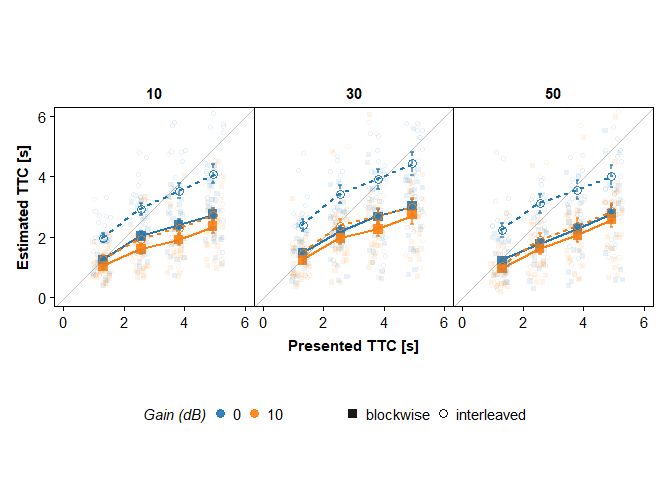 10 30 50
6
4
2
0
0 2 4 6 0 2 4 6 0 2 4 6
Estimated TTC [s]
Presented TTC [s]
Gain (dB) 0 10 blockwise interleaved